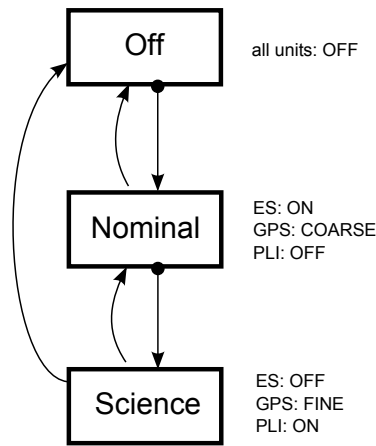 Off
all units: OFF
Nominal
ES: ON
GPS: COARSE
PLI: OFF
Science
ES: OFF
GPS: FINE
PLI: ON